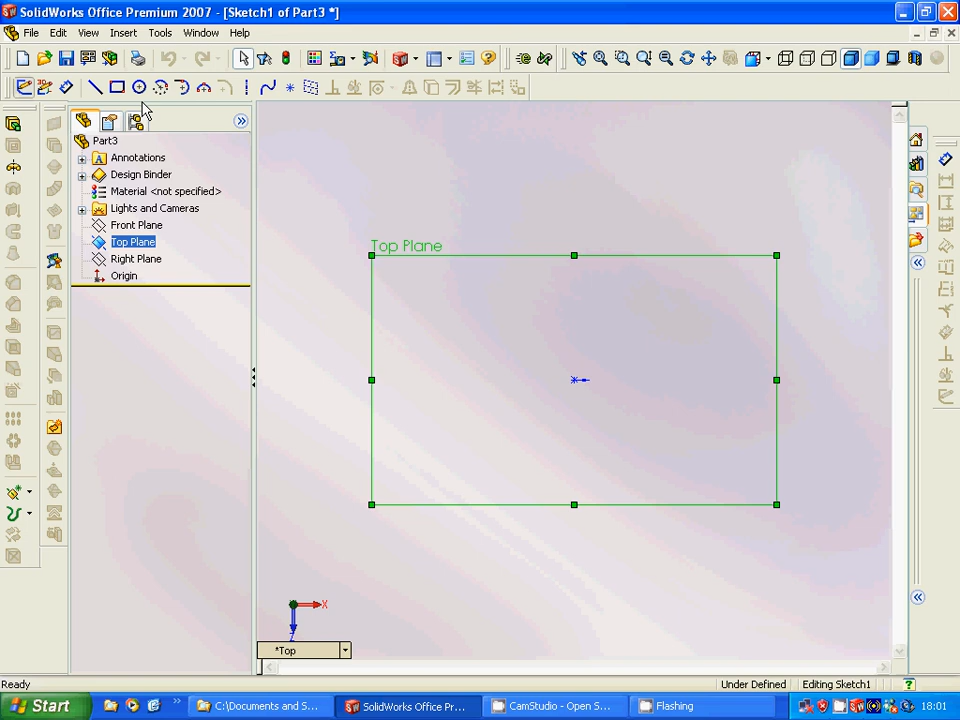 SolidWorks Office Premium 2007 - [Sketch1 of Part3 *]
File Edit View Insert Tools Window Help
Part3
Annotations
Design Binder
Material <not specified>
Lights and Cameras
Front Plane
Top Plane
Right Plane
Origin
Top Plane
X
Z
*Top
Ready
Under Defined
Editing Sketch1
Start
C:\Documents and S...
SolidWorks Office Pr...
CamStudio - Open S...
Flashing
18:01